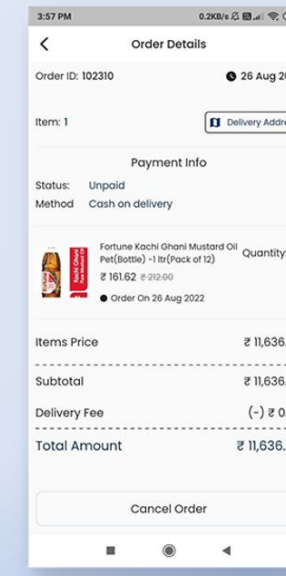 3:57 PM 0.2KB/s
Order Details
Order ID: 102310 26 Aug
Item: 1 Delivery
Payment Info
Status: Unpaid
Method Cash on delivery
Fortune Kachi Ghani Mustard Oil
Pet(Bottle) -1 ltr(Pack of 12)
Quantity:
₹ 161.62 ₹ 212.00
Order On 26 Aug 2022
Items Price ₹ 11,636.
Subtotal ₹ 11,636.
Delivery Fee (-) ₹ 0.
Total Amount ₹ 11,636.
Cancel Order